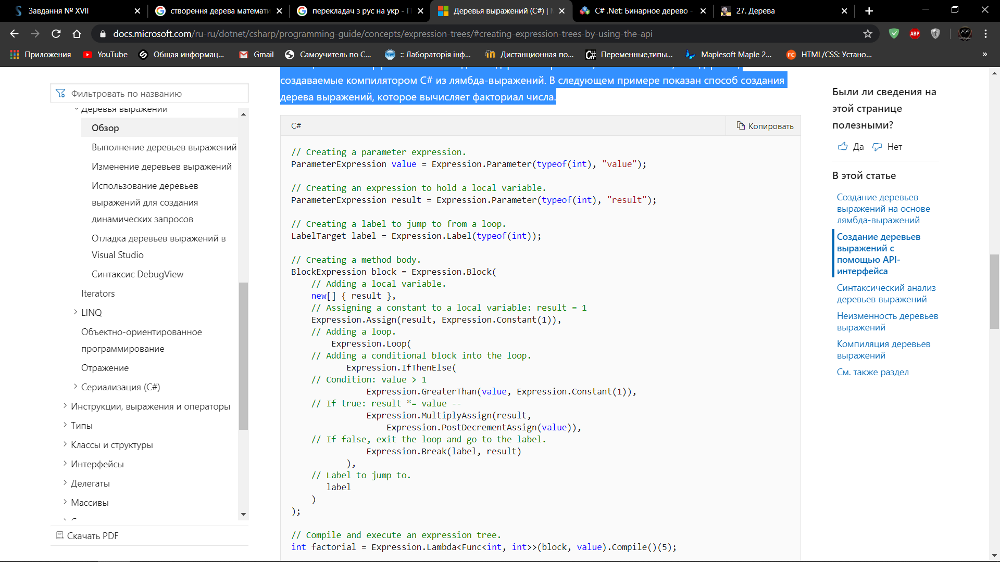 Завдання № XVII
створення дерева математи
перекладач з рус на укр - П
Деревья выражений (C#) | M
C# .Net: Бинарное дерево -
27. Дерева
docs.microsoft.com/ru-ru/dotnet/csharp/programming-guide/concepts/expression-trees/#creating-expression-trees-by-using-the-api
ABP
Приложения
YouTube
Общая информац...
Gmail
Самоучитель по С...
:: Лабораторія інф...
Дистанционная по...
Переменные,типы...
Maplesoft Maple 2...
HTML/CSS: Устано...
»
Фильтровать по названию
Деревья выражений
Обзор
Выполнение деревьев выражений
Изменение деревьев выражений
Использование деревьев
выражений для создания
динамических запросов
Отладка деревьев выражений в
Visual Studio
Синтаксис DebugView
Iterators
LINQ
Объектно-ориентированное
программирование
Отражение
Сериализация (C#)
Инструкции, выражения и операторы
Типы
Классы и структуры
Интерфейсы
Делегаты
Массивы
Скачать PDF
создаваемые компилятором C# из лямбда-выражений. В следующем примере показан способ создания
дерева выражений, которое вычисляет факториал числа.
C#
Копировать
// Creating a parameter expression.
ParameterExpression value = Expression.Parameter(typeof(int), "value");
// Creating an expression to hold a local variable.
ParameterExpression result = Expression.Parameter(typeof(int), "result");
// Creating a label to jump to from a loop.
LabelTarget label = Expression.Label(typeof(int));
// Creating a method body.
BlockExpression block = Expression.Block(
// Adding a local variable.
new[] { result },
// Assigning a constant to a local variable: result = 1
Expression.Assign(result, Expression.Constant(1)),
// Adding a loop.
Expression.Loop(
// Adding a conditional block into the loop.
Expression.IfThenElse(
// Condition: value > 1
Expression.GreaterThan(value, Expression.Constant(1)),
// If true: result *= value --
Expression.MultiplyAssign(result,
Expression.PostDecrementAssign(value)),
// If false, exit the loop and go to the label.
Expression.Break(label, result)
),
// Label to jump to.
label
)
);
// Compile and execute an expression tree.
int factorial = Expression.Lambda<Func<int, int>>(block, value).Compile()(5);
Были ли сведения на
этой странице
полезными?
Да
Нет
В этой статье
Создание деревьев
выражений на основе
лямбда-выражений
Создание деревьев
выражений с
помощью API-
интерфейса
Синтаксический анализ
деревьев выражений
Неизменность деревьев
выражений
Компиляция деревьев
выражений
См. также раздел